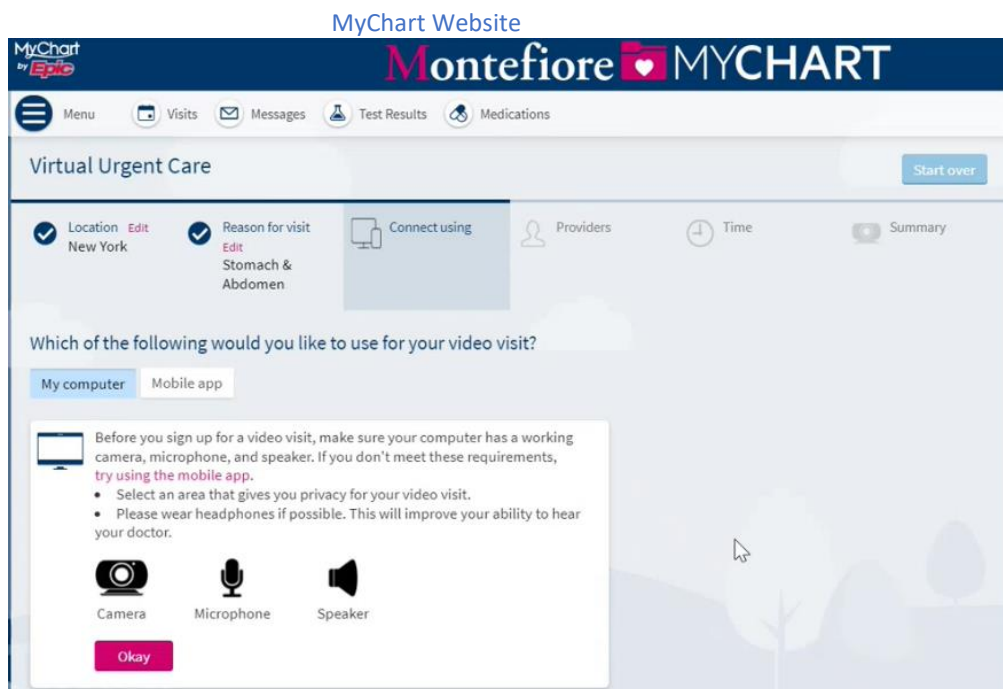 MyChart Website
MyChart
by Epic
Montefiore MYCHART
Menu Visits Messages Test Results Medications
Virtual Urgent Care
Start over
Location Edit
New York
Reason for visit
Edit
Stomach &
Abdomen
Connect using
Providers
Time
Summary
Which of the following would you like to use for your video visit?
My computer Mobile app
Before you sign up for a video visit, make sure your computer has a working
camera, microphone, and speaker. If you don't meet these requirements,
try using the mobile app.
• Select an area that gives you privacy for your video visit.
• Please wear headphones if possible. This will improve your ability to hear
your doctor.
Camera Microphone Speaker
Okay